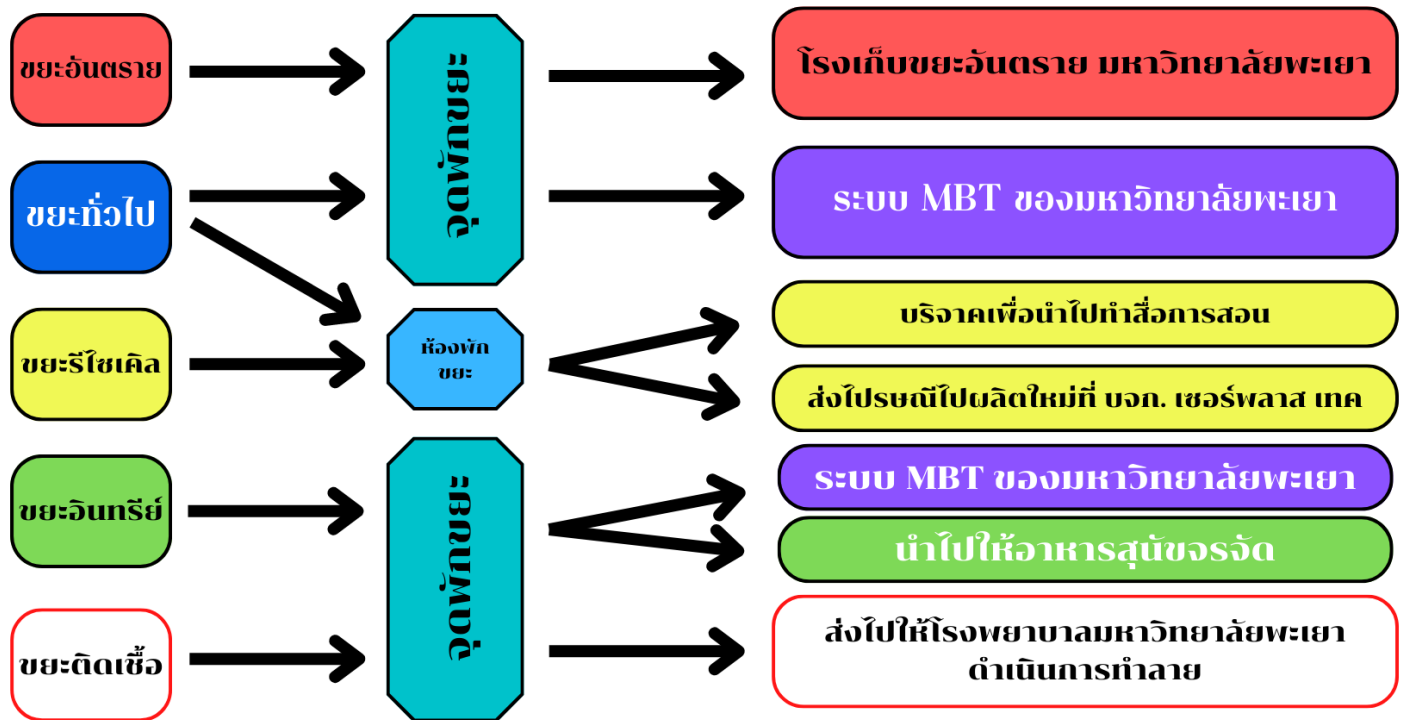 ขยะอันตราย
จุดพักขยะ
โรงเก็บขยะอันตราย มหาวิทยาลัยพะเยา
ขยะทั่วไป
ระบบ MBT ของมหาวิทยาลัยพะเยา
ขยะรีไซเคิล
ห้องพัก
ขยะ
บริจาคเพื่อนำไปทำสื่อการสอน
ส่งไปรษณีไปผลิตใหม่ที่ บจก. เซอร์พลาส เทค
ขยะอินทรีย์
จุดพักขยะ
ระบบ MBT ของมหาวิทยาลัยพะเยา
นำไปให้อาหารสุนัขจรจัด
ขยะติดเชื้อ
ส่งไปให้โรงพยาบาลมหาวิทยาลัยพะเยา
ดำเนินการทำลาย